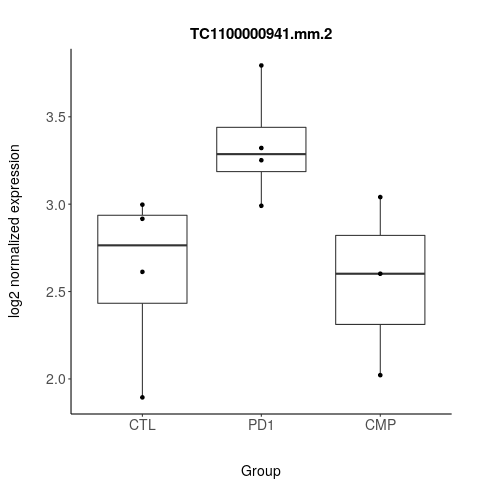 TC1100000941.mm.2
log2 normalized expression
3.5
3.0
2.5
2.0
CTL PD1 CMP
Group